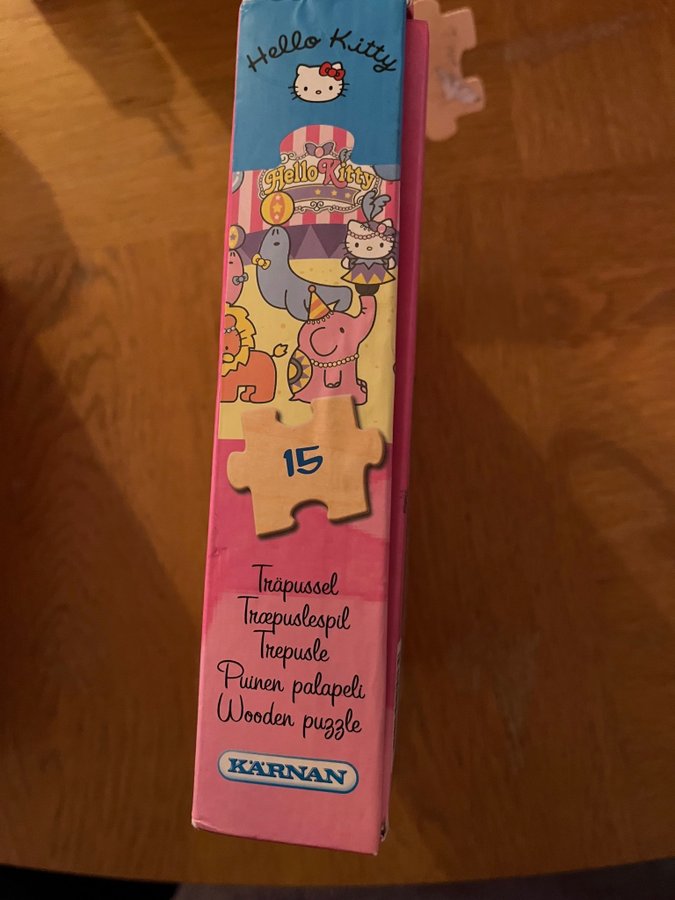 Hello Kitty
Hello Kitty
15
Träpussel
Træpuslespil
Trepusle
Puinen palapeli
Wooden puzzle
KÄRNAN